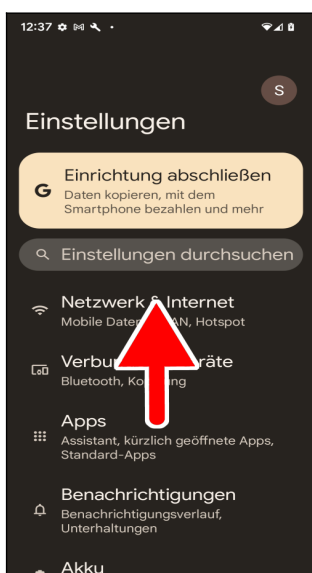 12:37
S
Einstellungen
G
Einrichtung abschließen
Daten kopieren, mit dem
Smartphone bezahlen und mehr
Einstellungen durchsuchen
Netzwerk & Internet
Mobile Hotspot
Bluetooth,
Apps
Assistant, kürzlich geöffnete Apps,
Standard-Apps
Benachrichtigungen
Benachrichtigungsverlauf,
Unterhaltungen
Akku